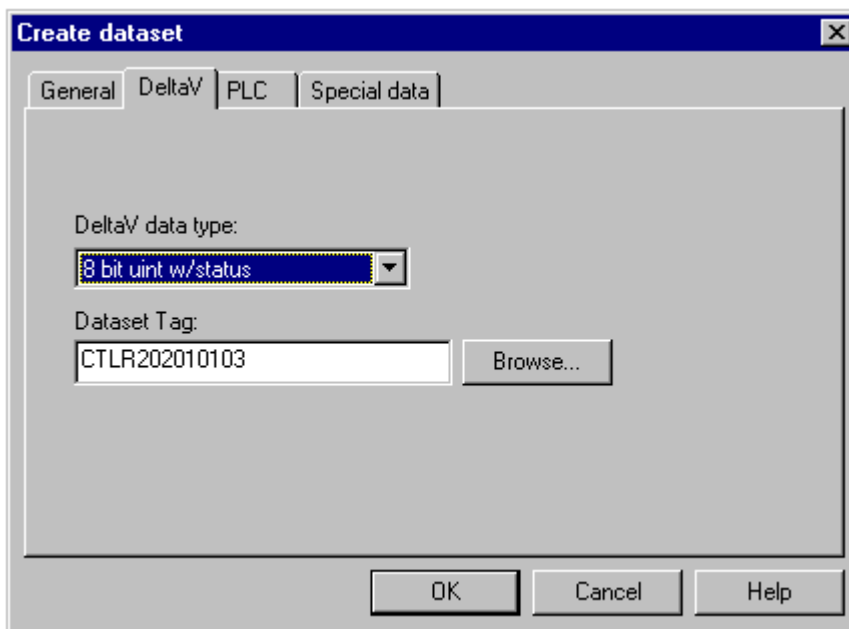 Create dataset
General DeltaV PLC Special data
DeltaV data type:
8 bit uint w/status
Dataset Tag:
CTLR202010103 Browse...
OK Cancel Help